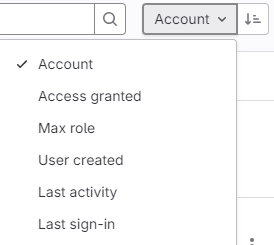 Account
Account
Access granted
Max role
User created
Last activity
Last sign-in